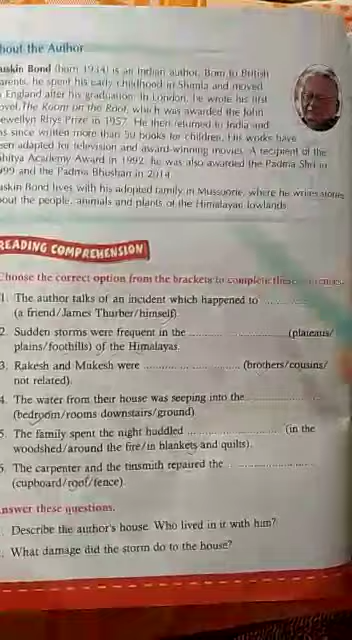 bout the Author
uskin Bond (born 1934) is an Indian author. Born to British
arents, he spent his early childhood in Shimla and moved
England after his graduation. In London, he wrote his first
ovel, The Room on the Roof, which was awarded the John
ewellyn Rhys Prize in 1957. He then returned to India and
as since written more than 50 books for children. His works have
een adapted for television and award-winning movies. A recipient of the
ahitya Academy Award in 1992, he was also awarded the Padma Shri in
99 and the Padma Bhushan in 2014
uskin Bond lives with his adopted family in Mussoorie, where he writes stories
out the people, animals and plants of the Himalayan lowlands.
READING COMPREHENSION
Choose the correct option from the brackets to complete these
1. The author talks of an incident which happened to ............
(a friend/James Thurber/himself).
2. Sudden storms were frequent in the ........................ (plateaus/
plains/foothills) of the Himalayas.
3. Rakesh and Mukesh were ........................ (brothers/cousins/
not related).
4. The water from their house was seeping into the ....................
(bedroom/rooms downstairs/ground)
5. The family spent the night huddled ........................ (in the
woodshed/around the fire/in blankets and quilts).
6. The carpenter and the tinsmith repaired the ........................
(cupboard/roof/fence).
nswer these questions.
. Describe the author's house. Who lived in it with him?
. What damage did the storm do to the house?